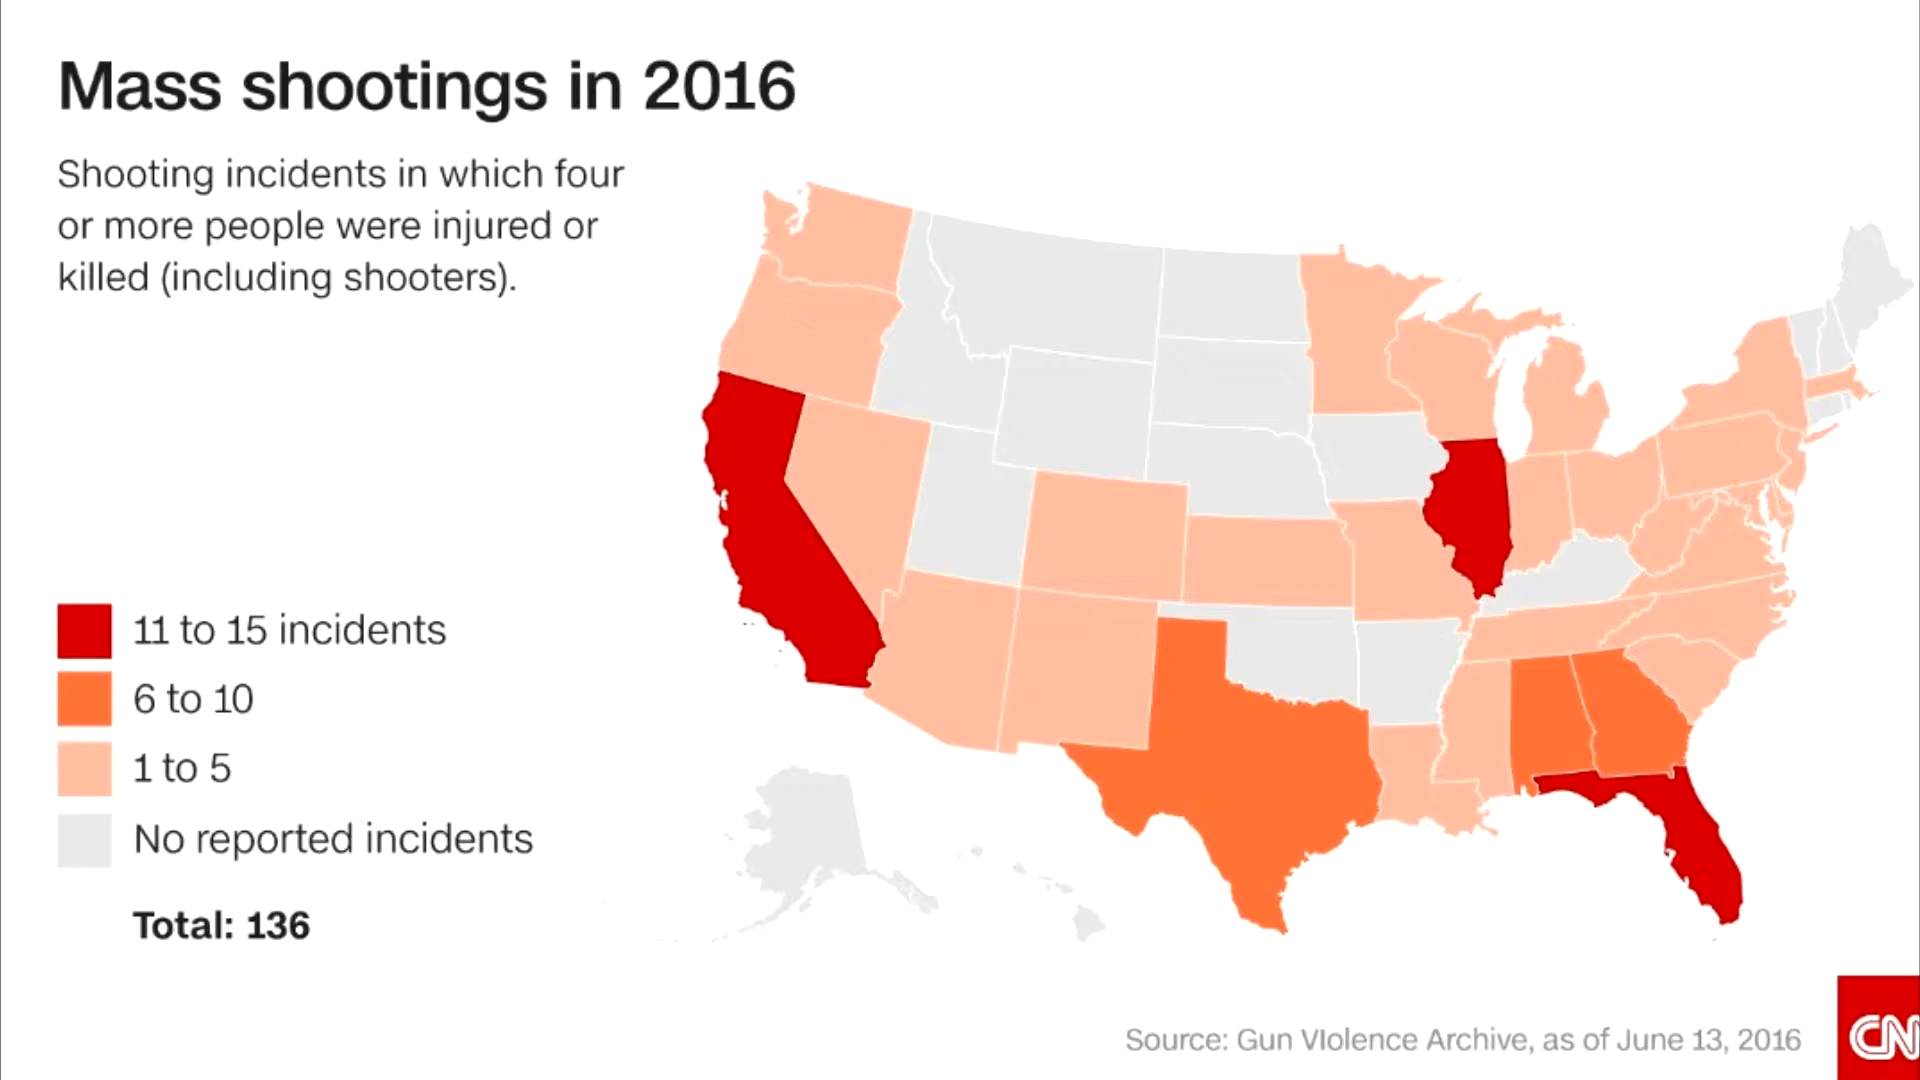 Mass shootings in 2016
Shooting incidents in which four
or more people were injured or
killed (including shooters).
11 to 15 incidents
6 to 10
1 to 5
No reported incidents
Total: 136
Source: Gun VIolence Archive, as of June 13, 2016
CN